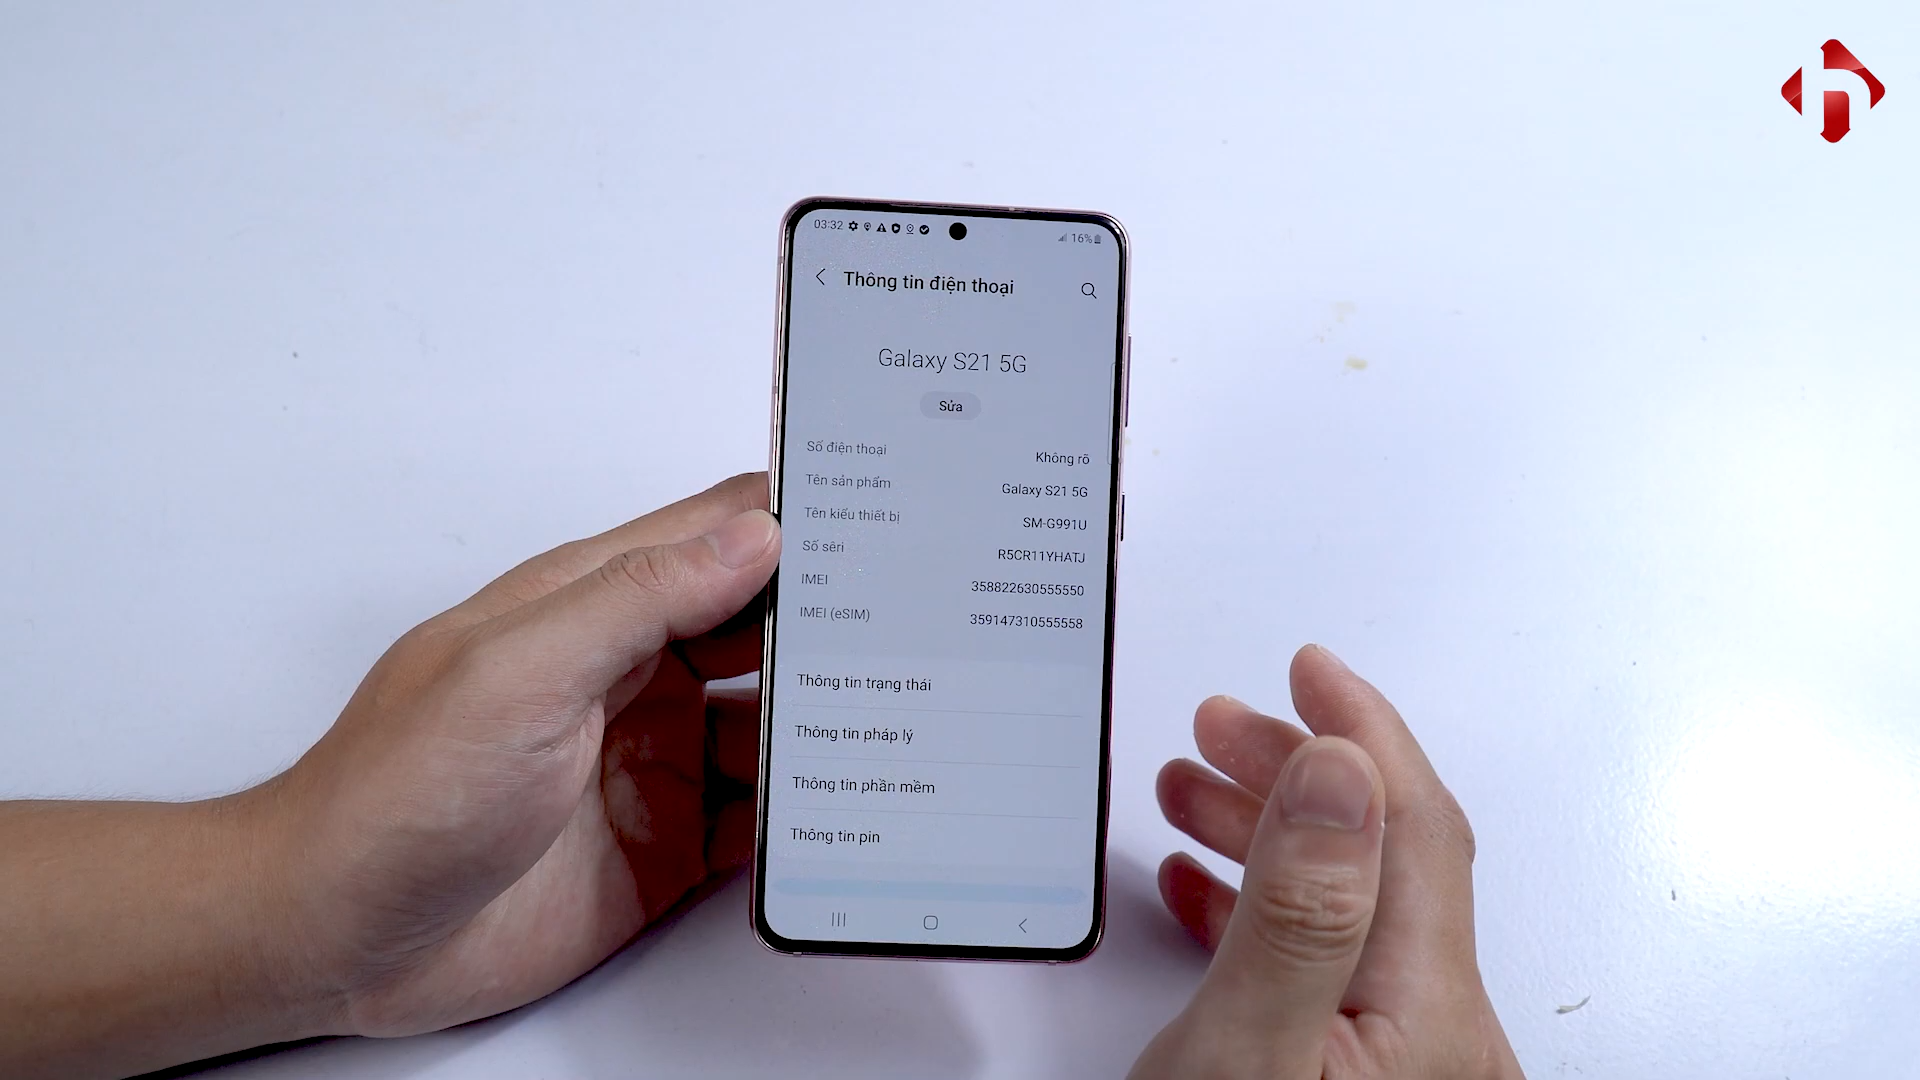 03:32
16%
Thông tin điện thoại
Galaxy S21 5G
Sửa
Số điện thoại Không rõ
Tên sản phẩm Galaxy S21 5G
Tên kiểu thiết bị SM-G991U
Số sêri R5CR11YHATJ
IMEI 358822630555550
IMEI (eSIM) 359147310555558
Thông tin trạng thái
Thông tin pháp lý
Thông tin phần mềm
Thông tin pin